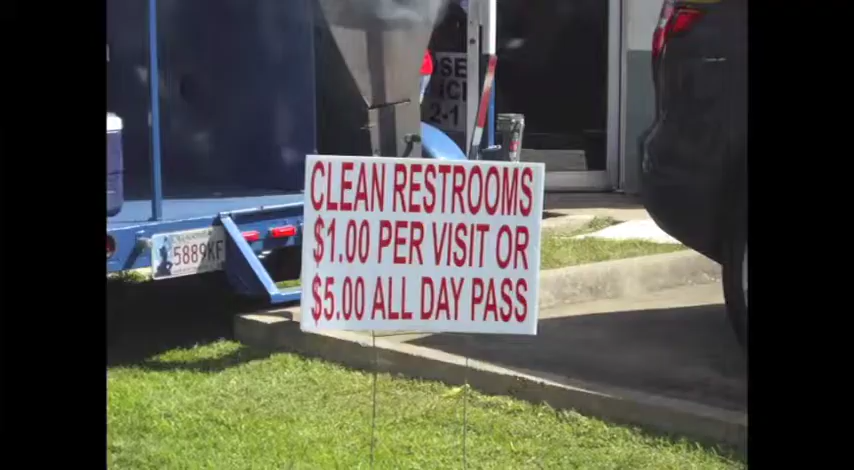 CLEAN RESTROOMS
$1.00 PER VISIT OR
$5.00 ALL DAY PASS
5889KF